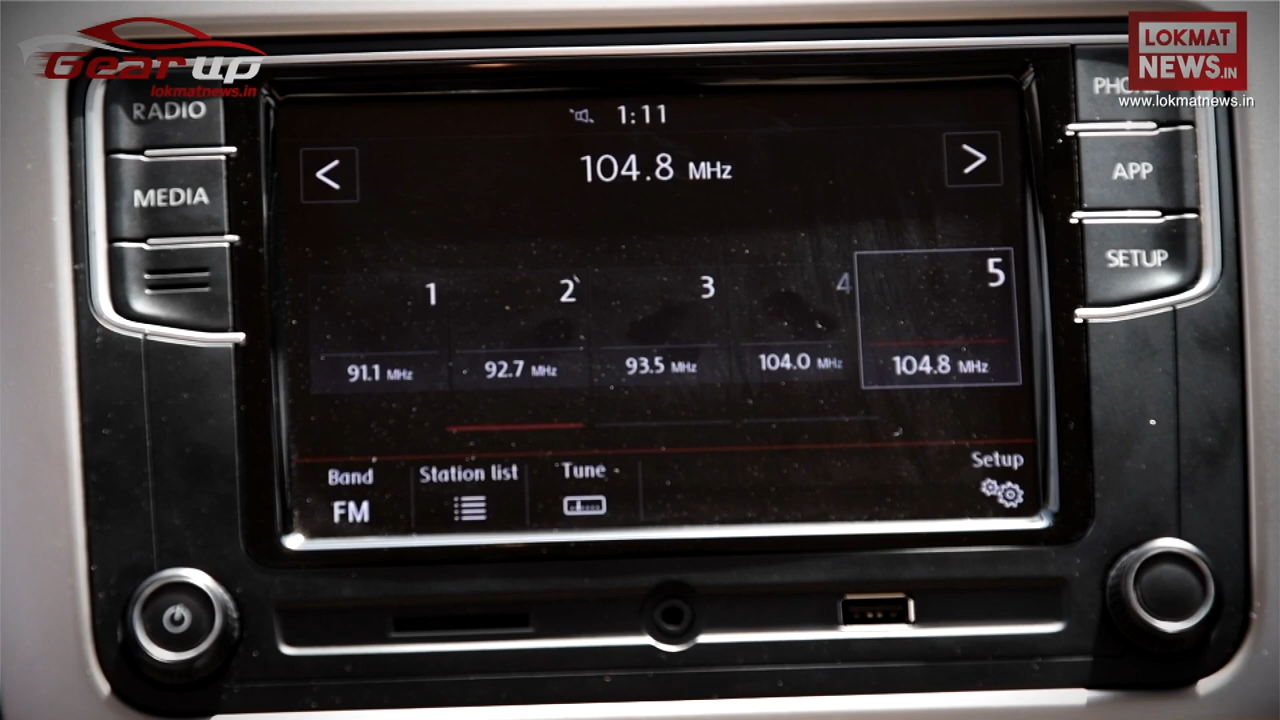 Gear up
lokmatnews.in
LOKMAT
NEWS.IN
www.lokmatnews.in
RADIO
MEDIA
PHONE
APP
SETUP
1:11
104.8 MHz
< >
1 2 3 4 5
91.1 MHz 92.7 MHz 93.5 MHz 104.0 MHz 104.8 MHz
Band Station list Tune Setup
FM